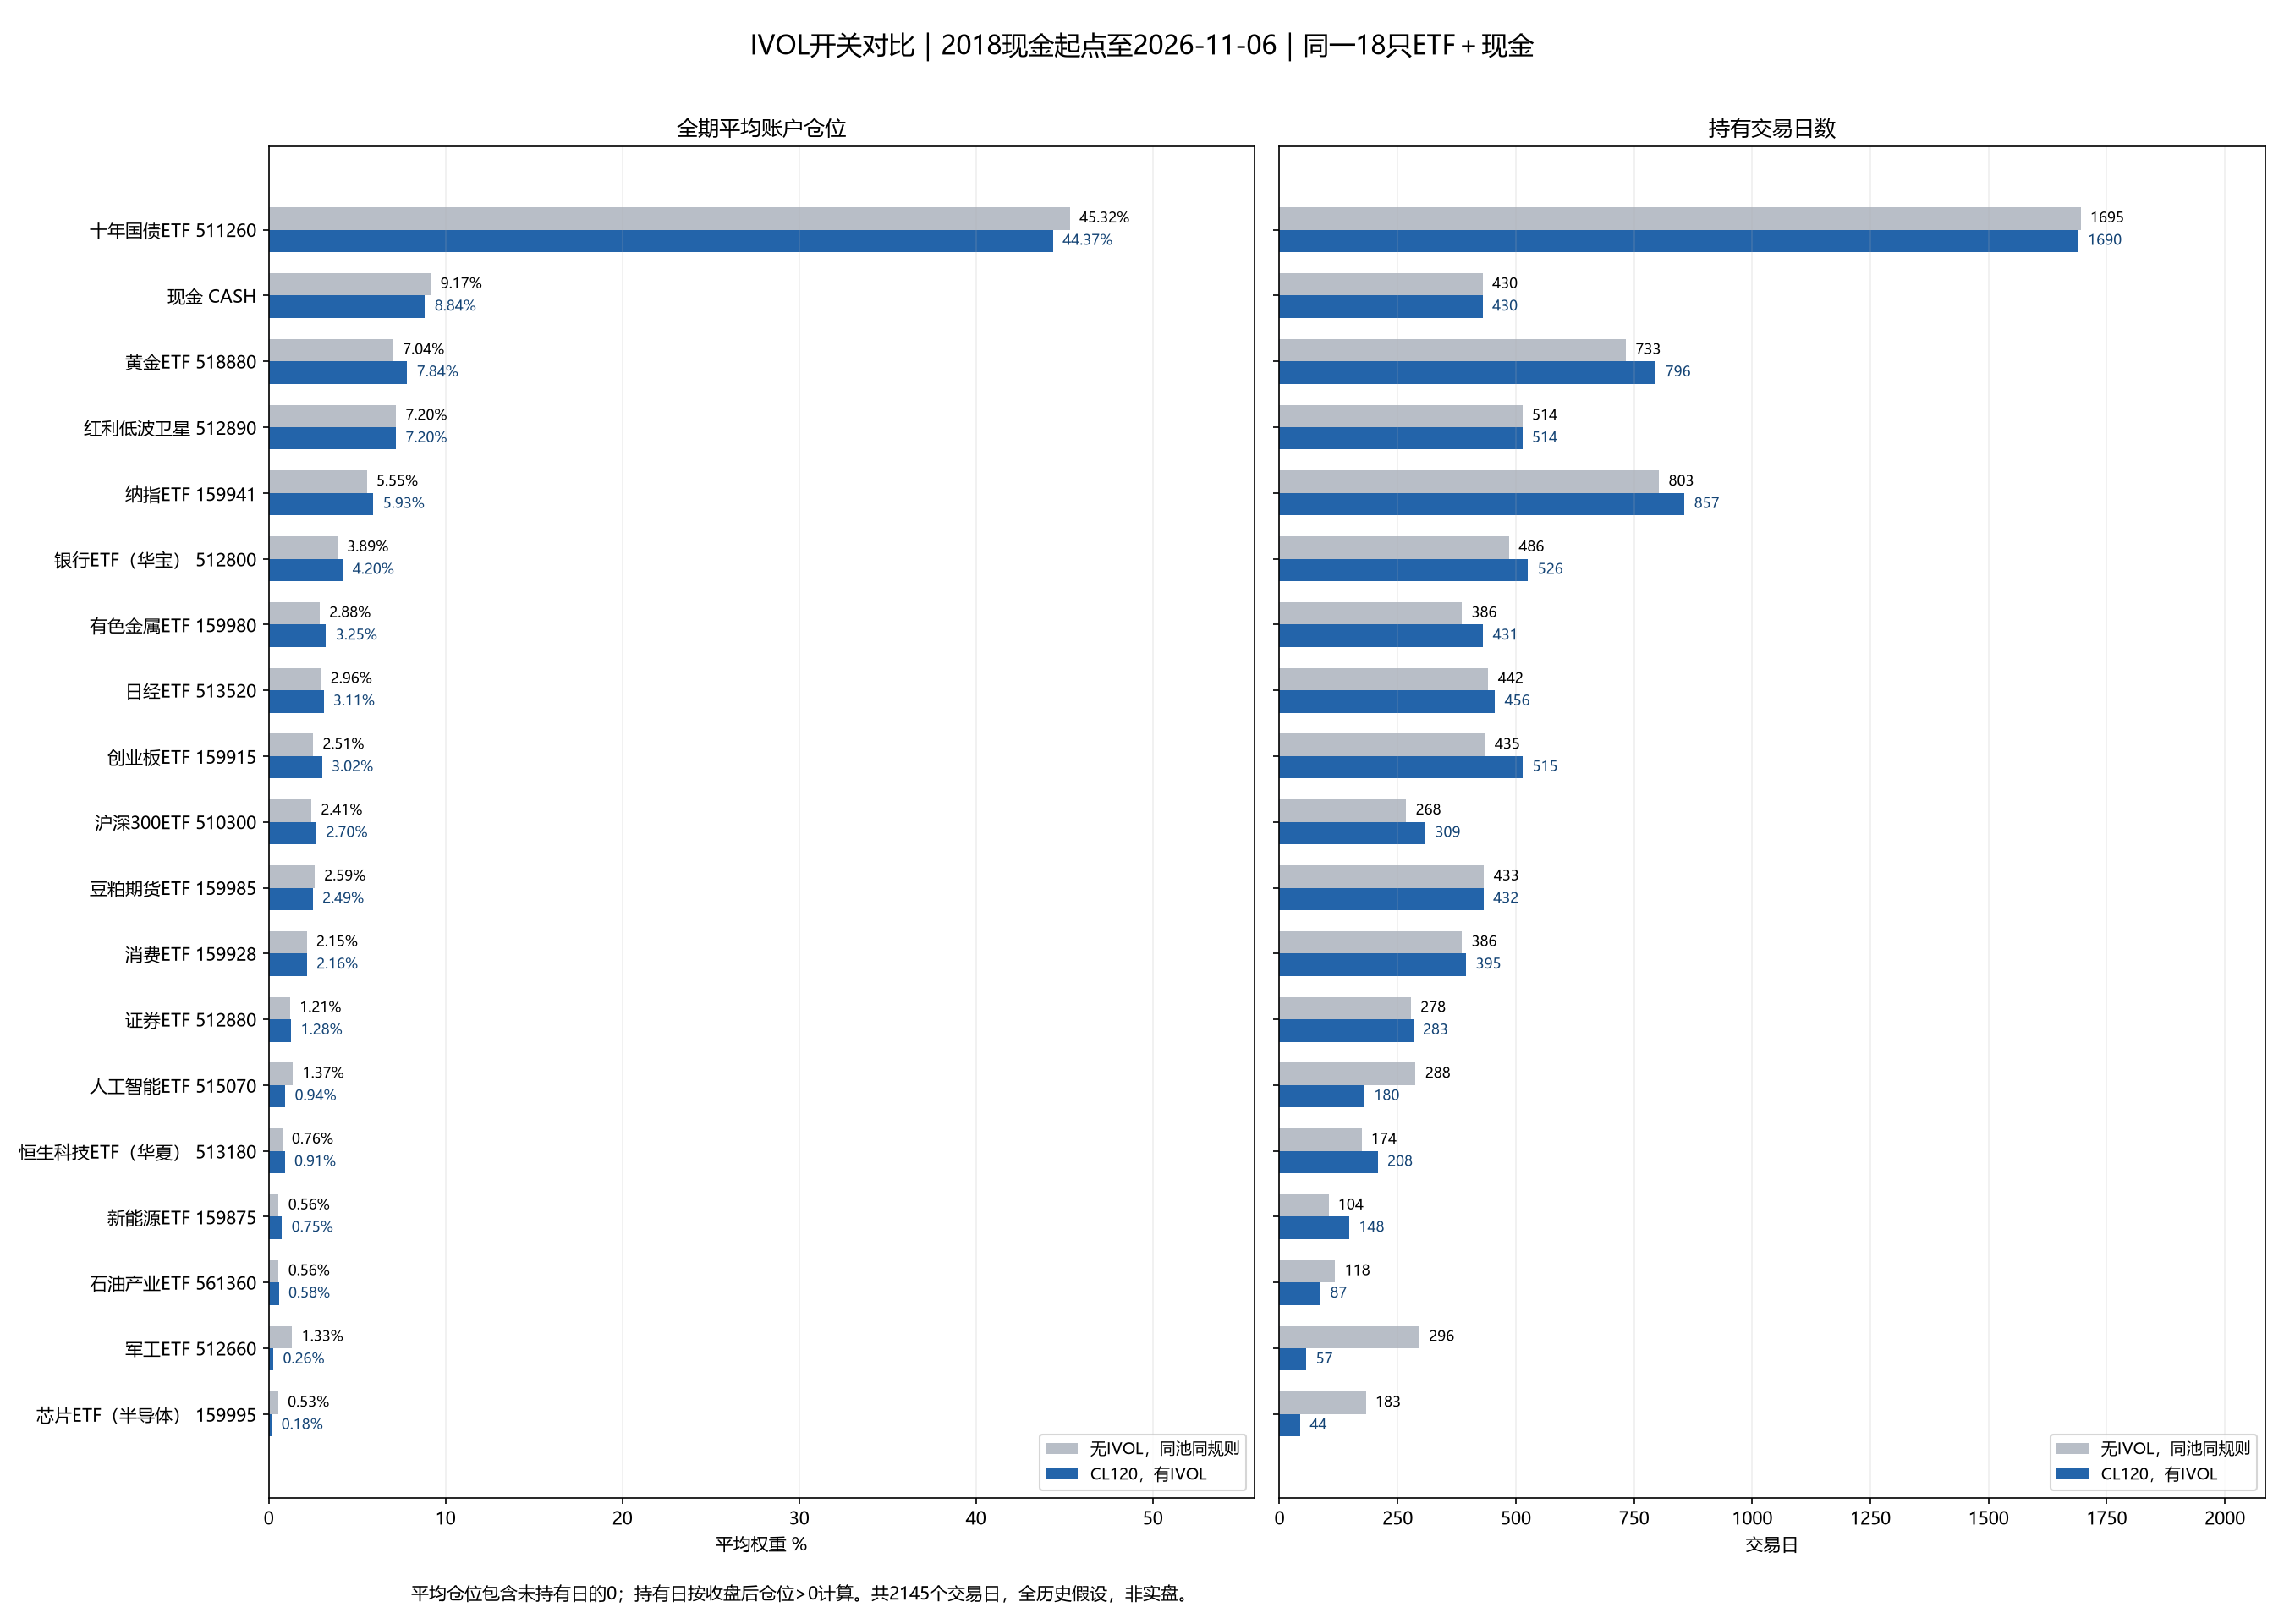 IVOL开关对比｜2018现金起点至2026-11-06｜同一18只ETF＋现金
全期平均账户仓位
十年国债ETF 511260
45.32%
44.37%
现金 CASH
9.17%
8.84%
黄金ETF 518880
7.04%
7.84%
红利低波卫星 512890
7.20%
7.20%
纳指ETF 159941
5.55%
5.93%
银行ETF（华宝） 512800
3.89%
4.20%
有色金属ETF 159980
2.88%
3.25%
日经ETF 513520
2.96%
3.11%
创业板ETF 159915
2.51%
3.02%
沪深300ETF 510300
2.41%
2.70%
豆粕期货ETF 159985
2.59%
2.49%
消费ETF 159928
2.15%
2.16%
证券ETF 512880
1.21%
1.28%
人工智能ETF 515070
1.37%
0.94%
恒生科技ETF（华夏） 513180
0.76%
0.91%
新能源ETF 159875
0.56%
0.75%
石油产业ETF 561360
0.56%
0.58%
军工ETF 512660
1.33%
0.26%
芯片ETF（半导体） 159995
0.53%
0.18%
无IVOL，同池同规则
CL120，有IVOL
0 10 20 30 40 50
平均权重 %
持有交易日数
1695
1690
430
430
733
796
514
514
803
857
486
526
386
431
442
456
435
515
268
309
433
432
386
395
278
283
288
180
174
208
104
148
118
87
296
57
183
44
无IVOL，同池同规则
CL120，有IVOL
0 250 500 750 1000 1250 1500 1750 2000
交易日
平均仓位包含未持有日的0；持有日按收盘后仓位>0计算。共2145个交易日，全历史假设，非实盘。